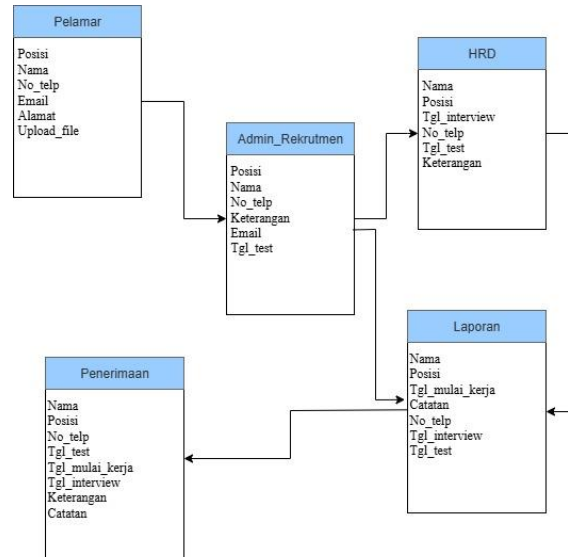 Pelamar
Posisi
Nama
No_telp
Email
Alamat
Upload_file
Admin_Rekrutmen
Posisi
Nama
No_telp
Keterangan
Email
Tgl_test
HRD
Nama
Posisi
Tgl_interview
No_telp
Tgl_test
Keterangan
Laporan
Nama
Posisi
Tgl_mulai_kerja
Catatan
No_telp
Tgl_interview
Tgl_test
Penerimaan
Nama
Posisi
No_telp
Tgl_test
Tgl_mulai_kerja
Tgl_interview
Keterangan
Catatan